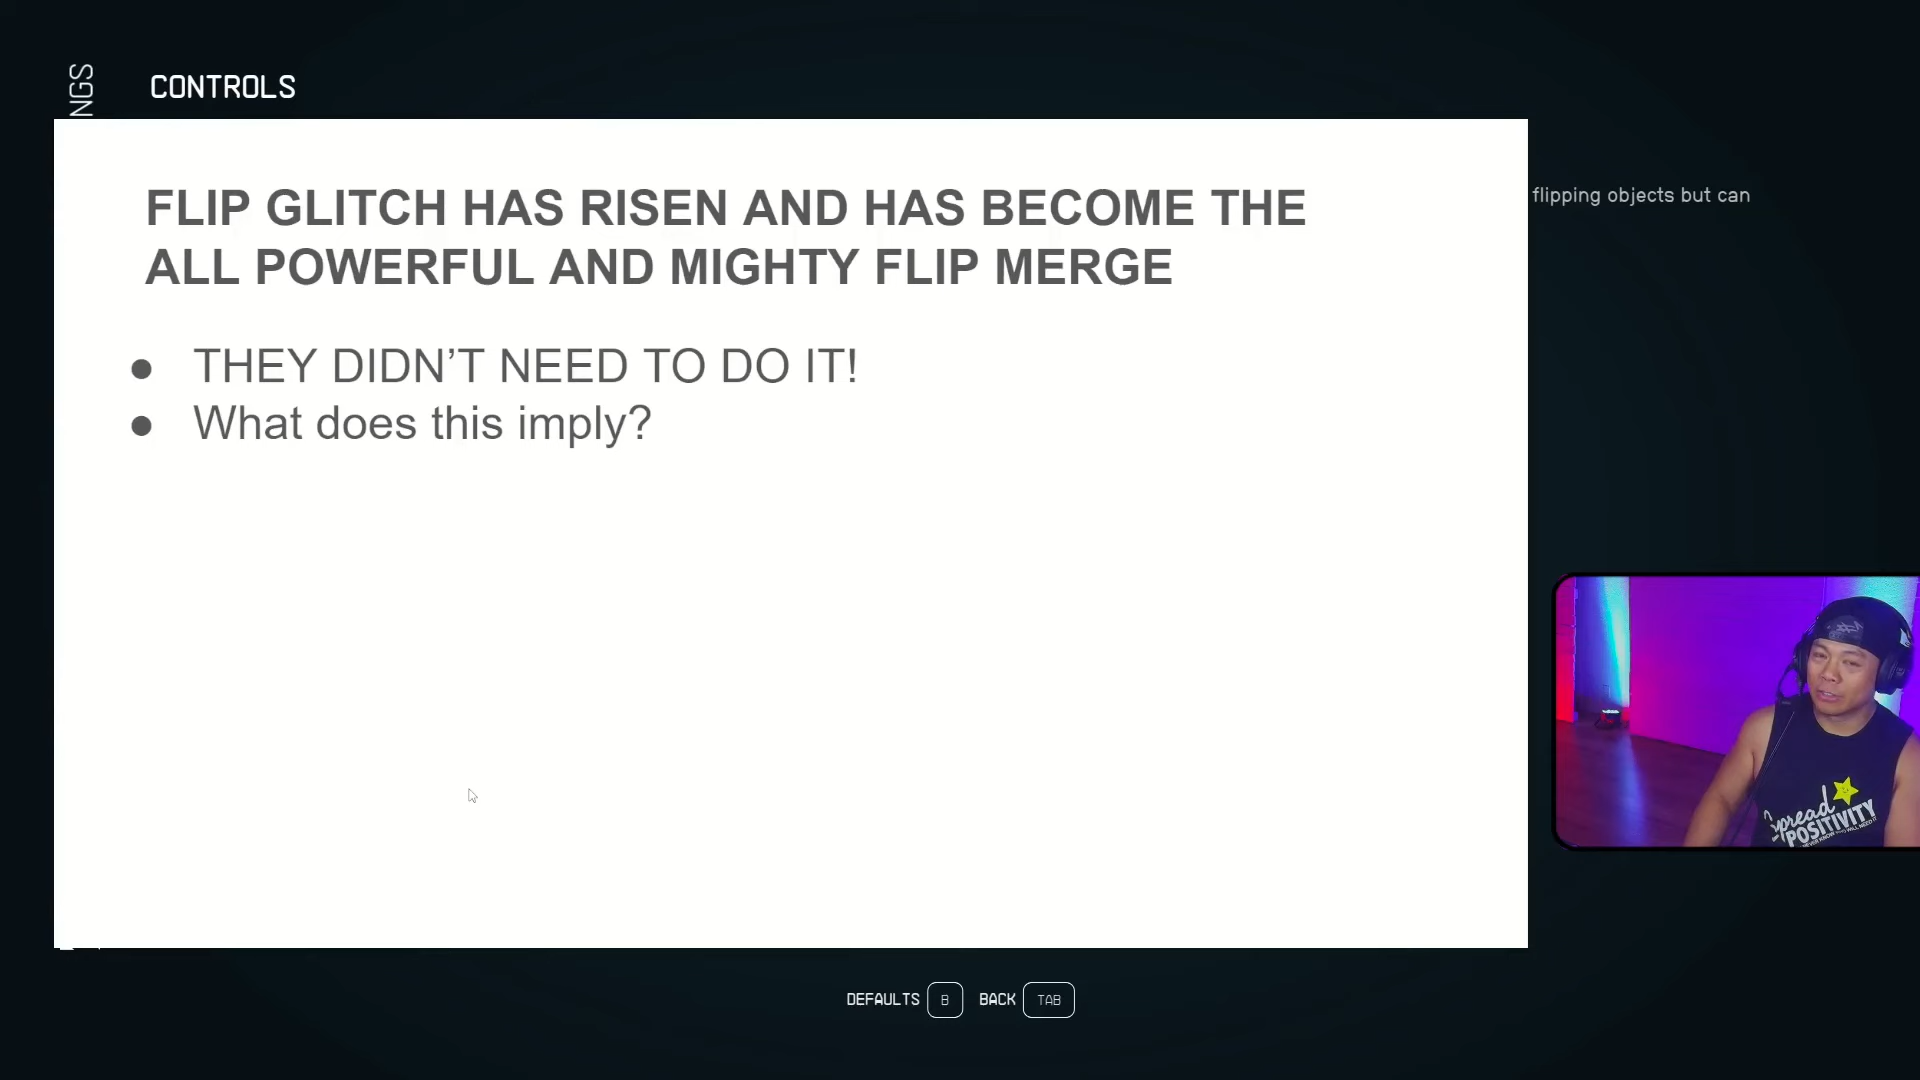 NGS
CONTROLS
FLIP GLITCH HAS RISEN AND HAS BECOME THE
ALL POWERFUL AND MIGHTY FLIP MERGE
flipping objects but can
● THEY DIDN’T NEED TO DO IT!
● What does this imply?
Spread
POSITIVITY
DEFAULTS B BACK TAB